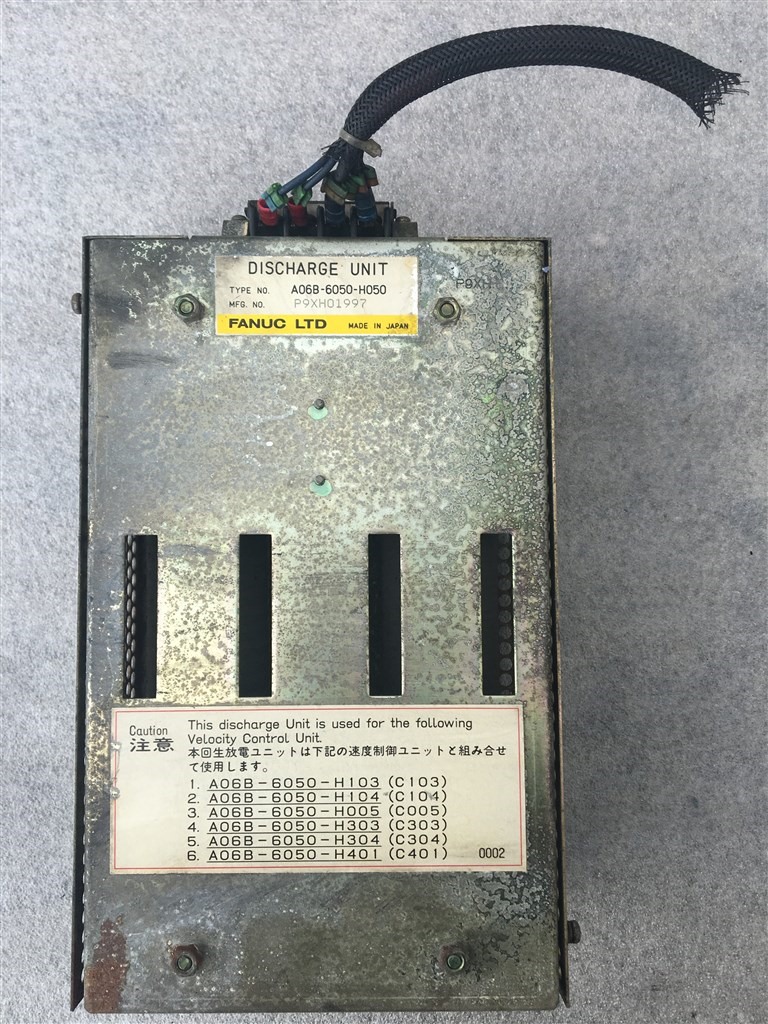 DISCHARGE UNIT
TYPE NO. A06B-6050-H050
MFG. NO. P9XH01997
FANUC LTD MADE IN JAPAN
P9XH
Caution
注意
This discharge Unit is used for the following
Velocity Control Unit.
本回生放電ユニットは下記の速度制御ユニットと組み合せ
て使用します。
1. A06B-6050-H103 (C103)
2. A06B-6050-H104 (C104)
3. A06B-6050-H005 (C005)
4. A06B-6050-H303 (C303)
5. A06B-6050-H304 (C304)
6. A06B-6050-H401 (C401) 0002